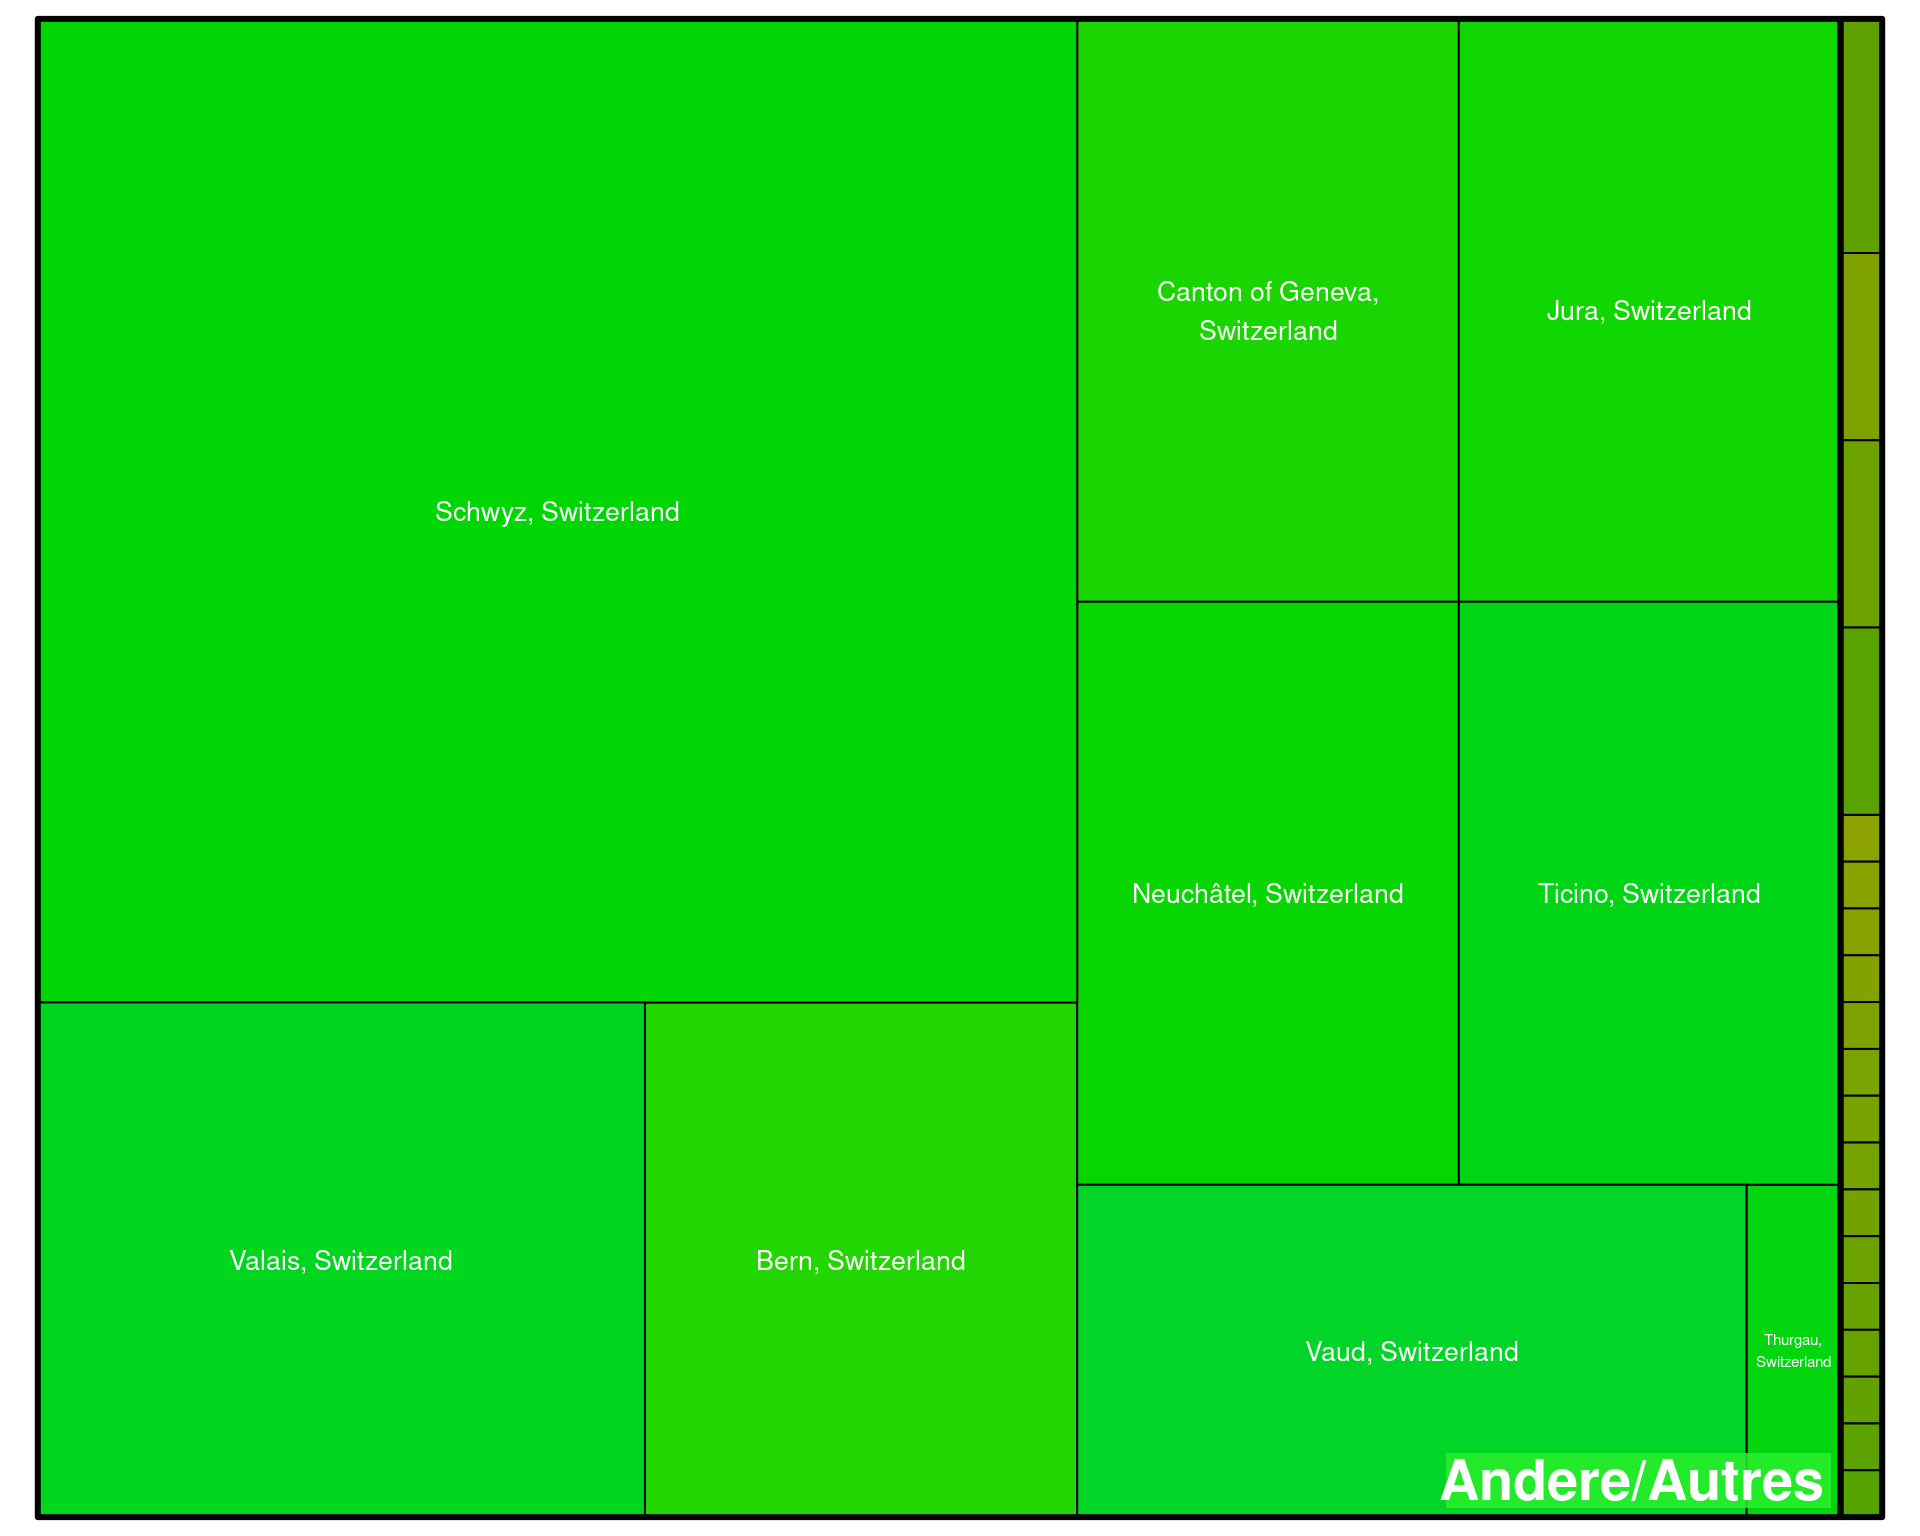 Schwyz, Switzerland
Canton of Geneva,
Switzerland
Jura, Switzerland
Neuchâtel, Switzerland
Ticino, Switzerland
Valais, Switzerland
Bern, Switzerland
Vaud, Switzerland
Thurgau,
Switzerland
Andere/Autres